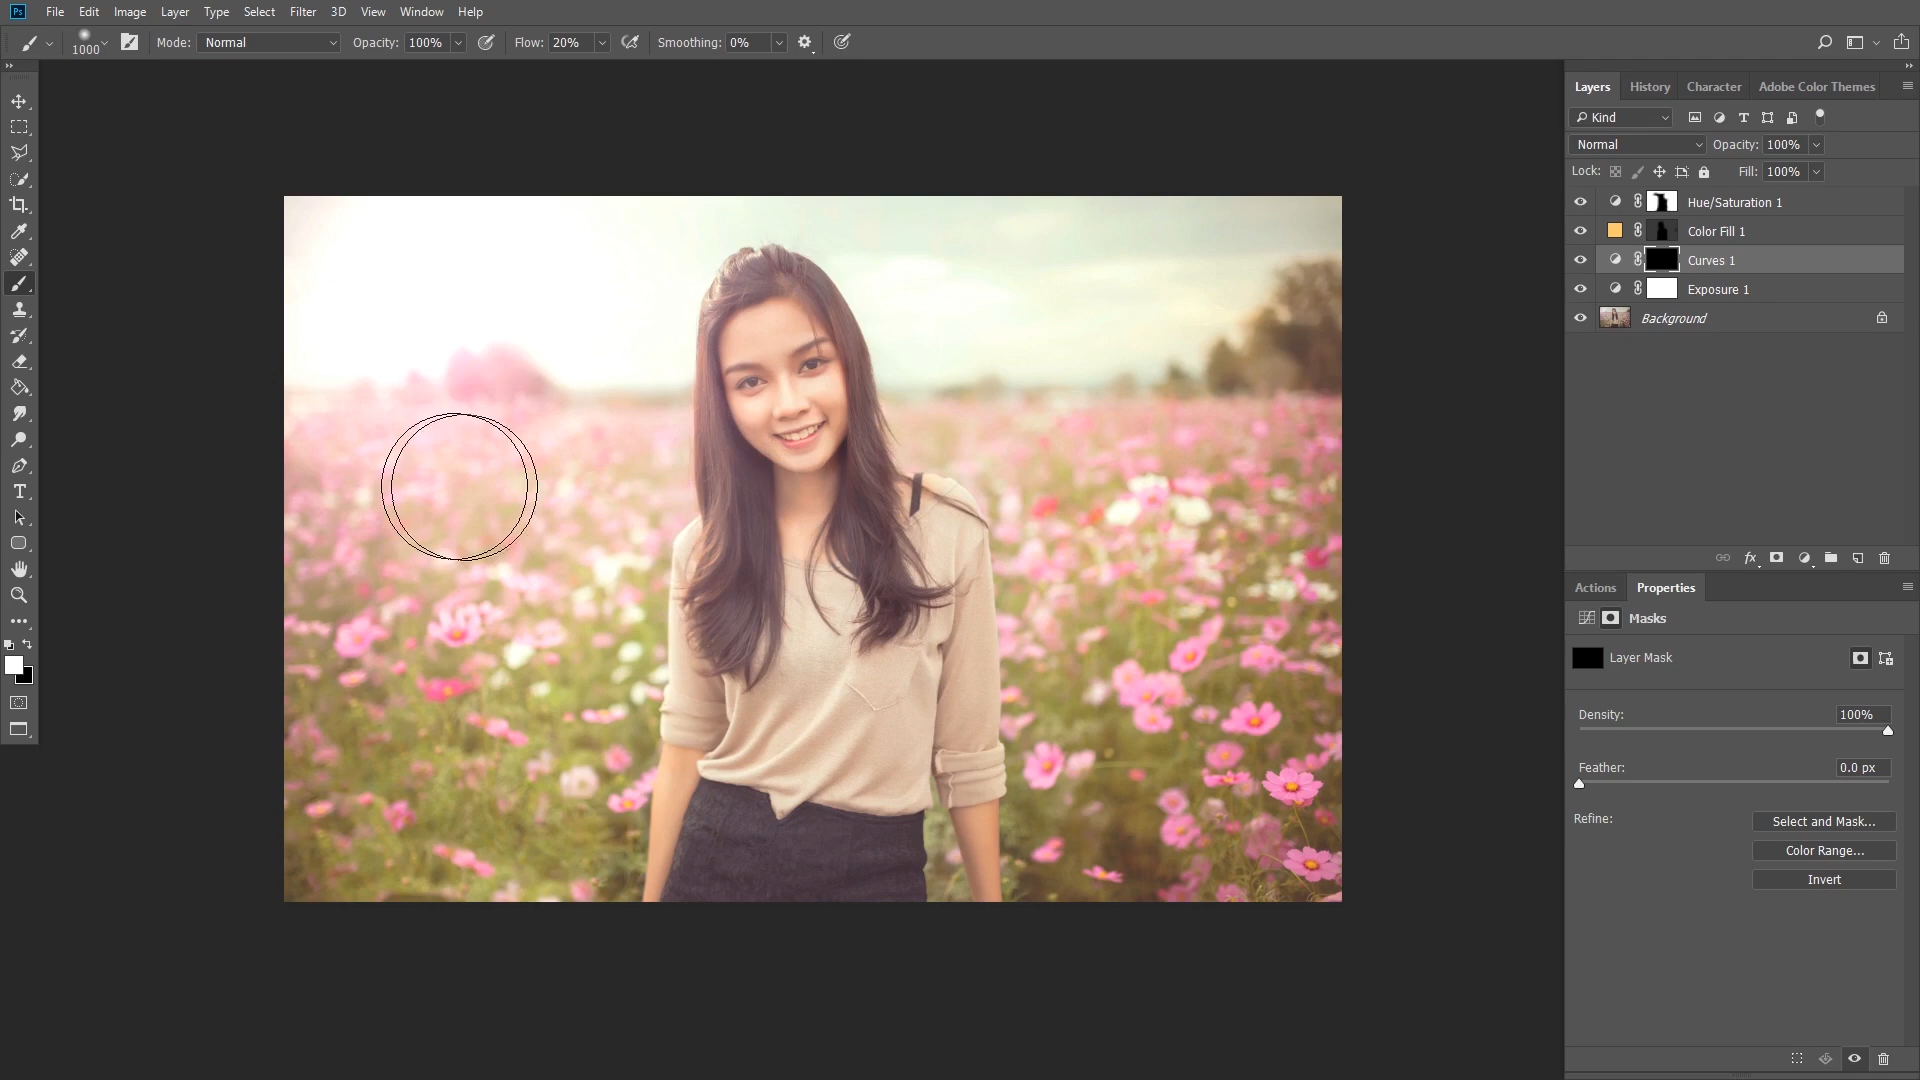 Ps File Edit Image Layer Type Select Filter 3D View Window Help
1000 Mode: Normal Opacity: 100% Flow: 20% Smoothing: 0%
Layers History Character Adobe Color Themes
Kind
Normal Opacity: 100%
Lock: Fill: 100%
Hue/Saturation 1
Color Fill 1
Curves 1
Exposure 1
Background
fx
Actions Properties
Masks
Layer Mask
Density: 100%
Feather: 0.0 px
Refine: Select and Mask...
Color Range...
Invert